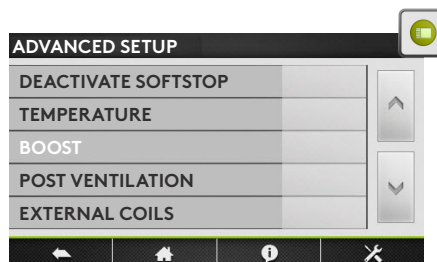 ADVANCED SETUP
DEACTIVATE SOFTSTOP
TEMPERATURE
BOOST
POST VENTILATION
EXTERNAL COILS